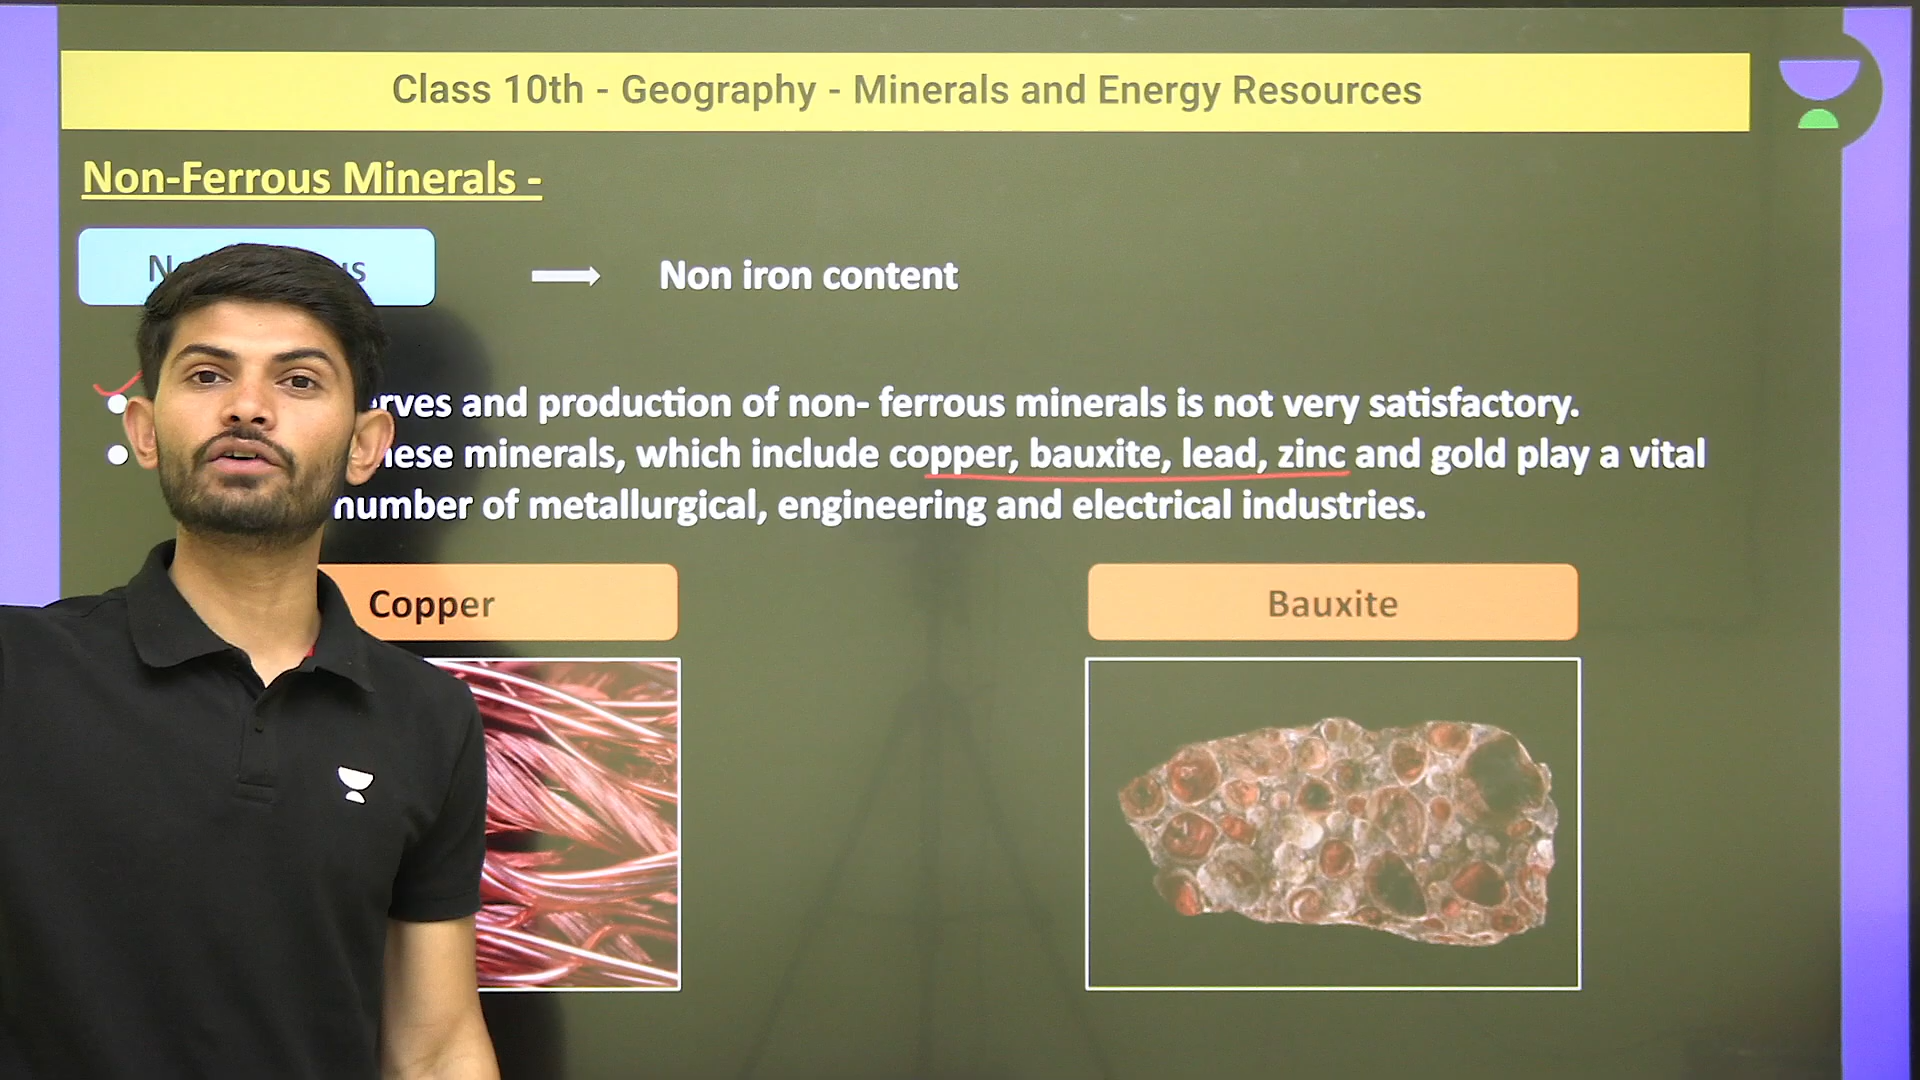 Class 10th - Geography - Minerals and Energy Resources
Non-Ferrous Minerals -
Non iron content
and production of non- ferrous minerals is not very satisfactory.
minerals, which include copper, bauxite, lead, zinc and gold play a vital
number of metallurgical, engineering and electrical industries.
Copper
Bauxite